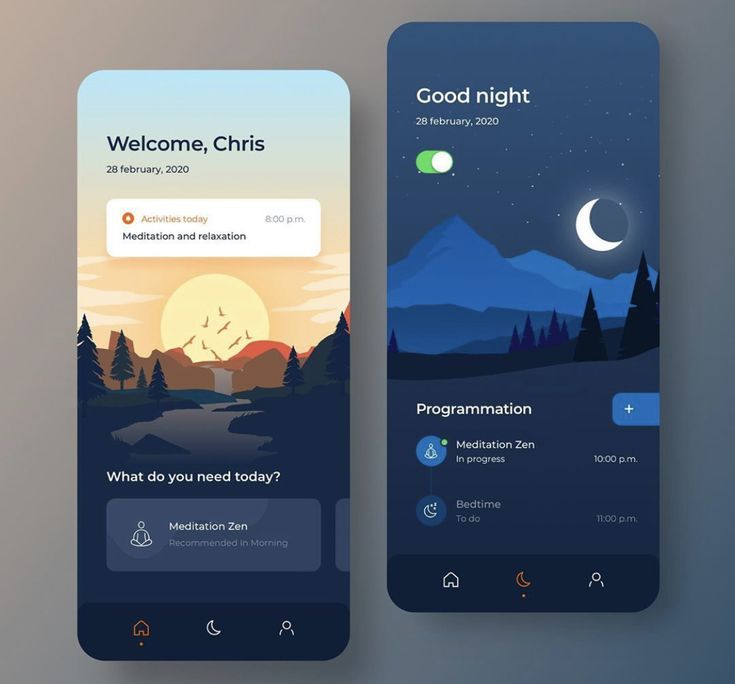 Welcome, Chris
28 february, 2020
Activities today
8:00 p.m.
Meditation and relaxation
What do you need today?
Meditation Zen
Recommended In Morning
Good night
28 february, 2020
Programmation
+
Meditation Zen
In progress
10:00 p.m.
Bedtime
To do
11:00 p.m.